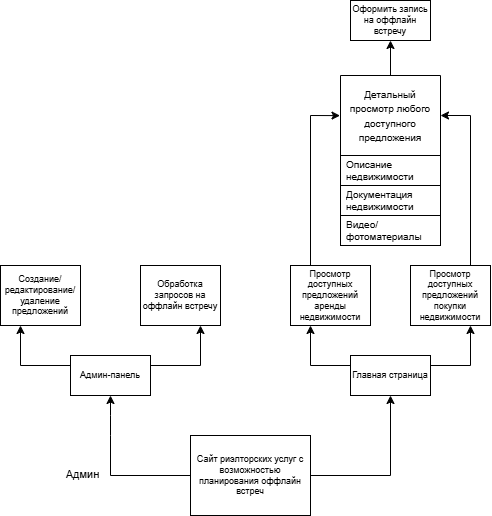 Оформить запись
на оффлайн
встречу
Детальный
просмотр любого
доступного
предложения
Описание
недвижимости
Документация
недвижимости
Видео/
фотоматериалы
Создание/
редактирование/
удаление
предложений
Обработка
запросов на
оффлайн встречу
Просмотр
доступных
предложений
аренды
недвижимости
Просмотр
доступных
предложений
покупки
недвижимости
Админ-панель
Главная страница
Админ
Сайт риэлторских услуг с
возможностью
планирования оффлайн
встреч